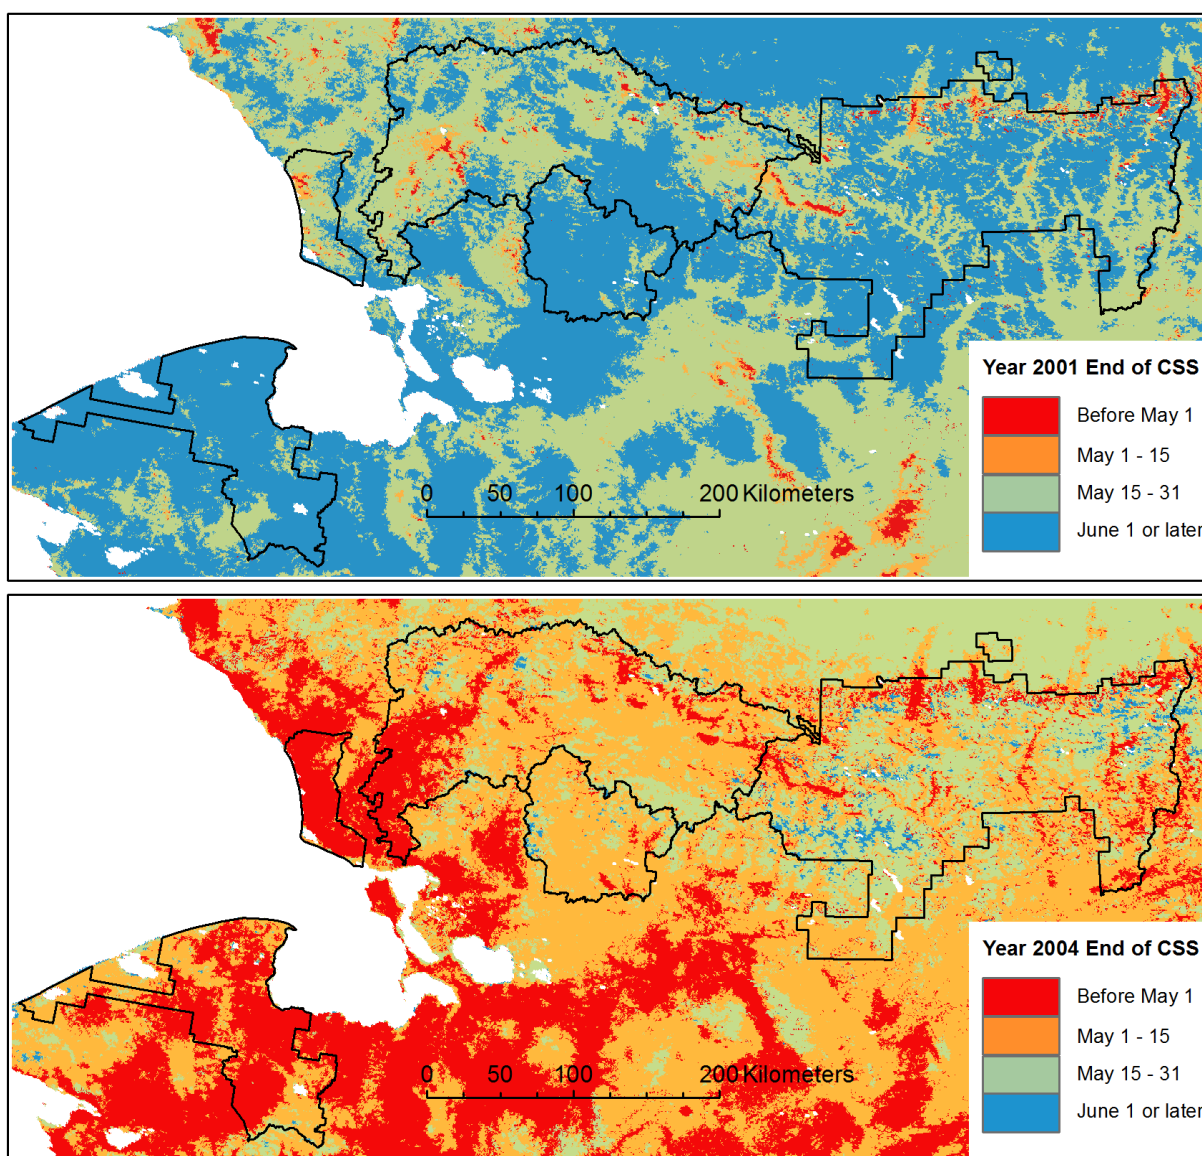 Year 2001 End of CSS
Before May 1
May 1 - 15
May 15 - 31
June 1 or later
0 50 100 200 Kilometers
Year 2004 End of CSS
Before May 1
May 1 - 15
May 15 - 31
June 1 or later
0 50 100 200 Kilometers